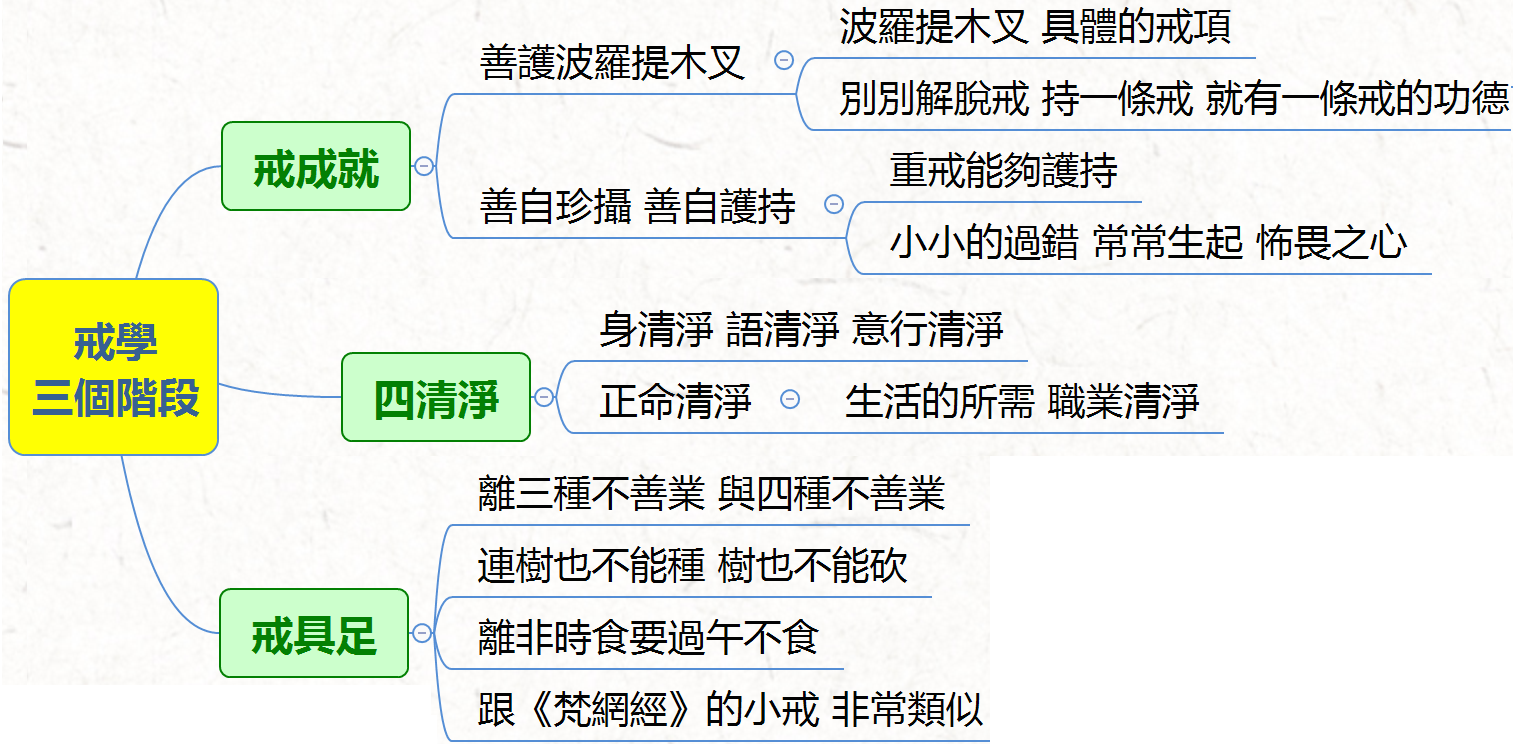 戒學
三個階段
戒成就
善護波羅提木叉
波羅提木叉 具體的戒項
別別解脫戒 持一條戒 就有一條戒的功德
善自珍攝 善自護持
重戒能夠護持
小小的過錯 常常生起 怖畏之心
四清淨
身清淨 語清淨 意行清淨
正命清淨
生活的所需 職業清淨
戒具足
離三種不善業 與四種不善業
連樹也不能種 樹也不能砍
離非時食要過午不食
跟《梵網經》的小戒 非常類似